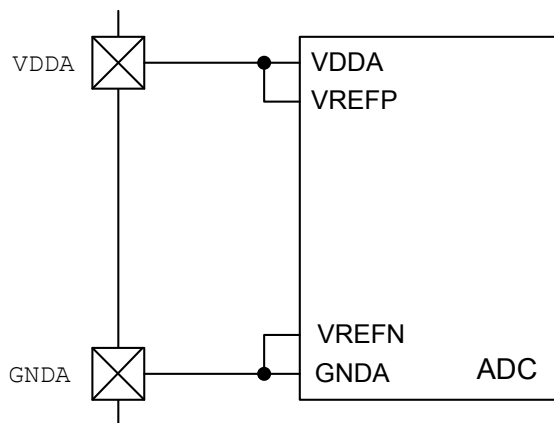 VDDA
VDDA
VREFP
VREFN
GNDA
GNDA
ADC